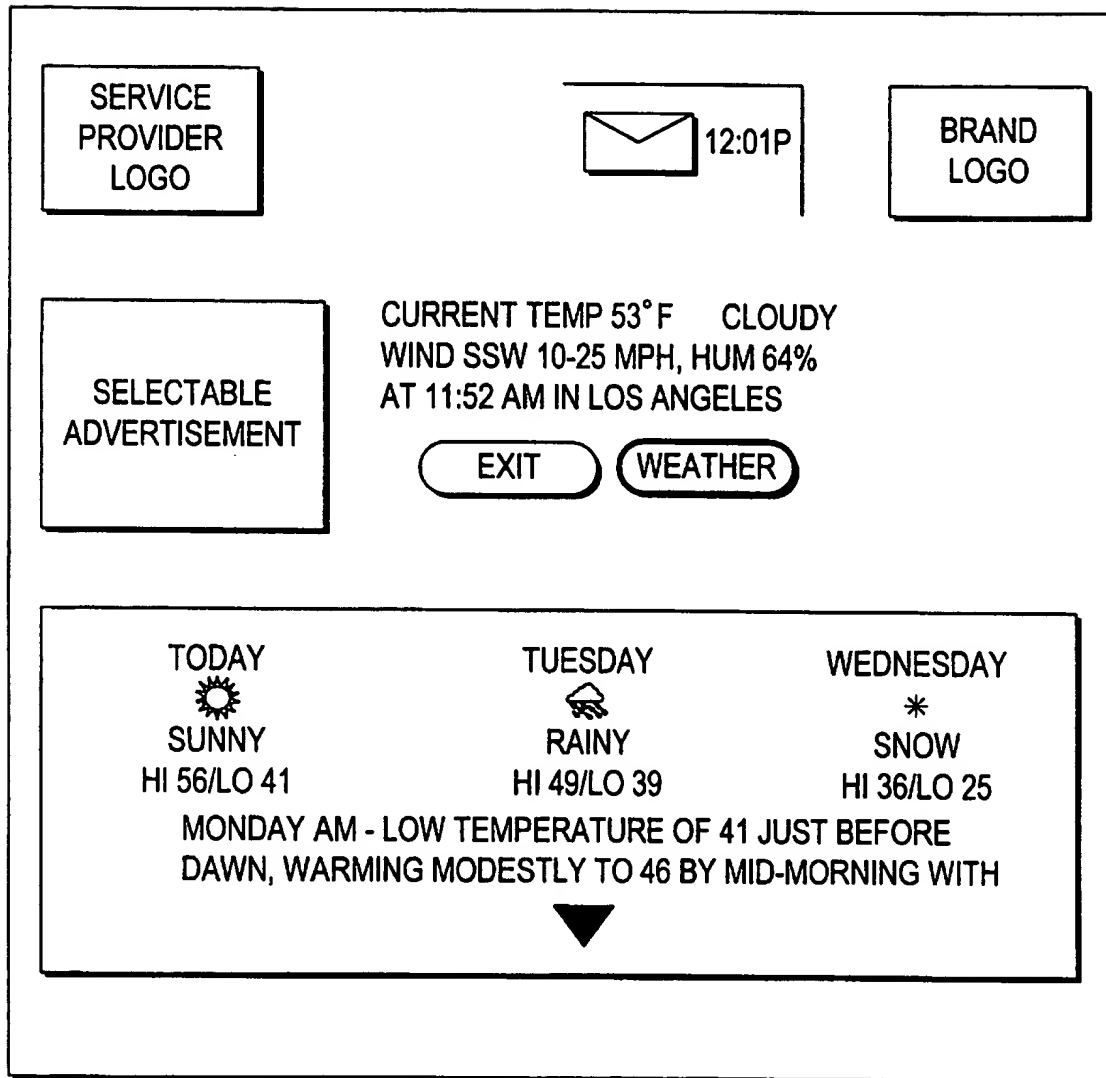 SERVICE
PROVIDER
LOGO
12:01P
BRAND
LOGO
SELECTABLE
ADVERTISEMENT
CURRENT TEMP 53°F CLOUDY
WIND SSW 10-25 MPH, HUM 64%
AT 11:52 AM IN LOS ANGELES
EXIT
WEATHER
TODAY
SUNNY
HI 56/LO 41
TUESDAY
RAINY
HI 49/LO 39
WEDNESDAY
SNOW
HI 36/LO 25
MONDAY AM - LOW TEMPERATURE OF 41 JUST BEFORE
DAWN, WARMING MODESTLY TO 46 BY MID-MORNING WITH